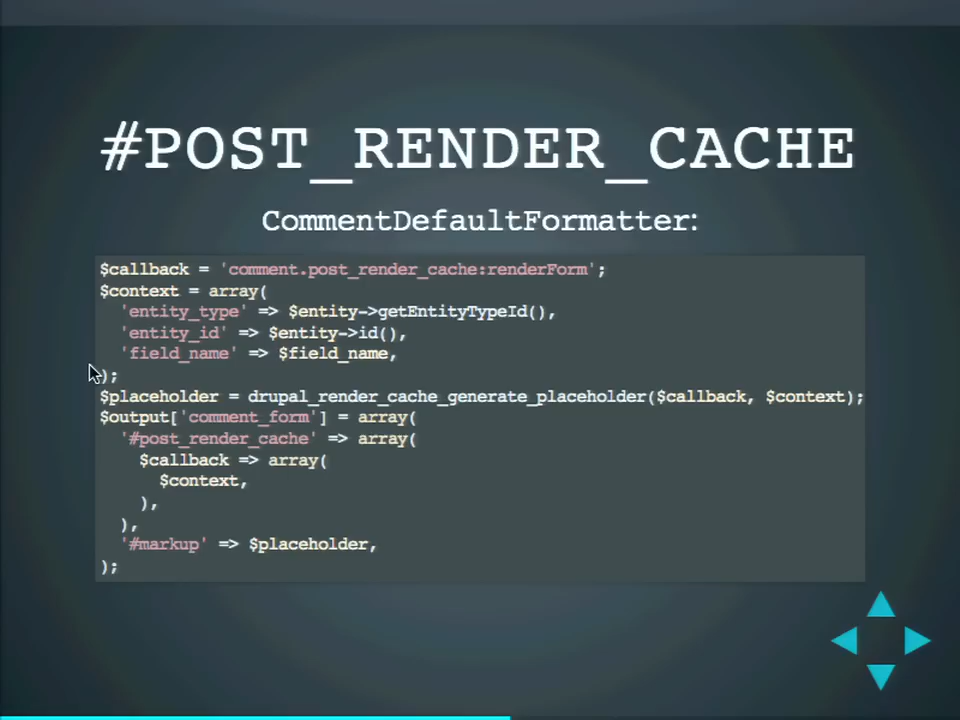 #POST_RENDER_CACHE
CommentDefaultFormatter:
$callback = 'comment.post_render_cache:renderForm';
$context = array(
  'entity_type' => $entity->getEntityTypeId(),
  'entity_id' => $entity->id(),
  'field_name' => $field_name,
);
$placeholder = drupal_render_cache_generate_placeholder($callback, $context);
$output['comment_form'] = array(
  '#post_render_cache' => array(
    $callback => array(
      $context,
    ),
  ),
  '#markup' => $placeholder,
);